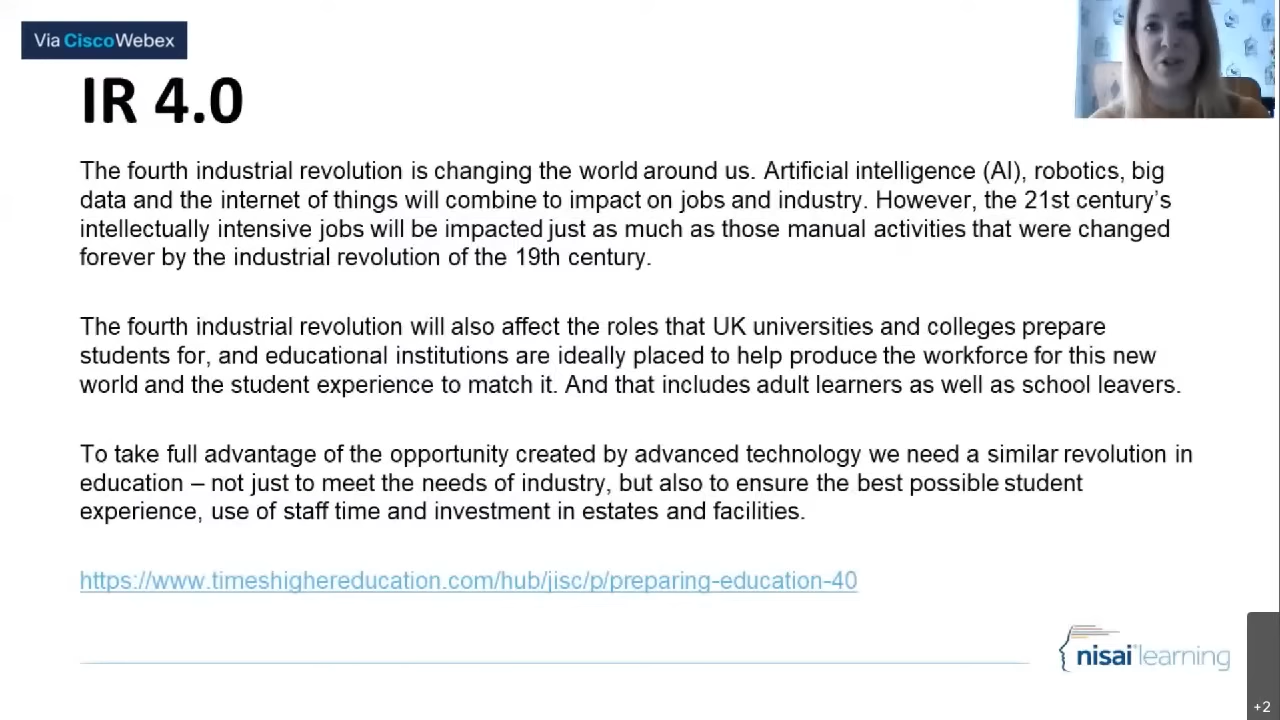 Via CiscoWebex
IR 4.0
The fourth industrial revolution is changing the world around us. Artificial intelligence (AI), robotics, big
data and the internet of things will combine to impact on jobs and industry. However, the 21st century's
intellectually intensive jobs will be impacted just as much as those manual activities that were changed
forever by the industrial revolution of the 19th century.
The fourth industrial revolution will also affect the roles that UK universities and colleges prepare
students for, and educational institutions are ideally placed to help produce the workforce for this new
world and the student experience to match it. And that includes adult learners as well as school leavers.
To take full advantage of the opportunity created by advanced technology we need a similar revolution in
education – not just to meet the needs of industry, but also to ensure the best possible student
experience, use of staff time and investment in estates and facilities.
https://www.timeshighereducation.com/hub/jisc/p/preparing-education-40
nisai learning
+2